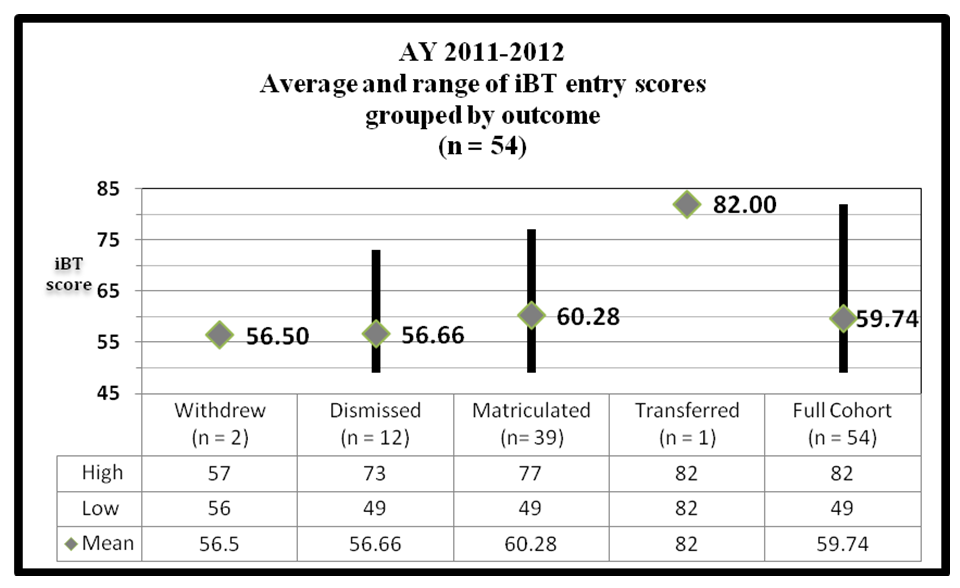 AY 2011-2012
Average and range of iBT entry scores
grouped by outcome
(n = 54)
85
75
iBT
score
65
55
45
82.00
56.50
56.66
60.28
59.74
Withdrew Dismissed Matriculated Transferred Full Cohort
(n = 2) (n = 12) (n= 39) (n = 1) (n = 54)
High 57 73 77 82 82
Low 56 49 49 82 49
Mean 56.5 56.66 60.28 82 59.74